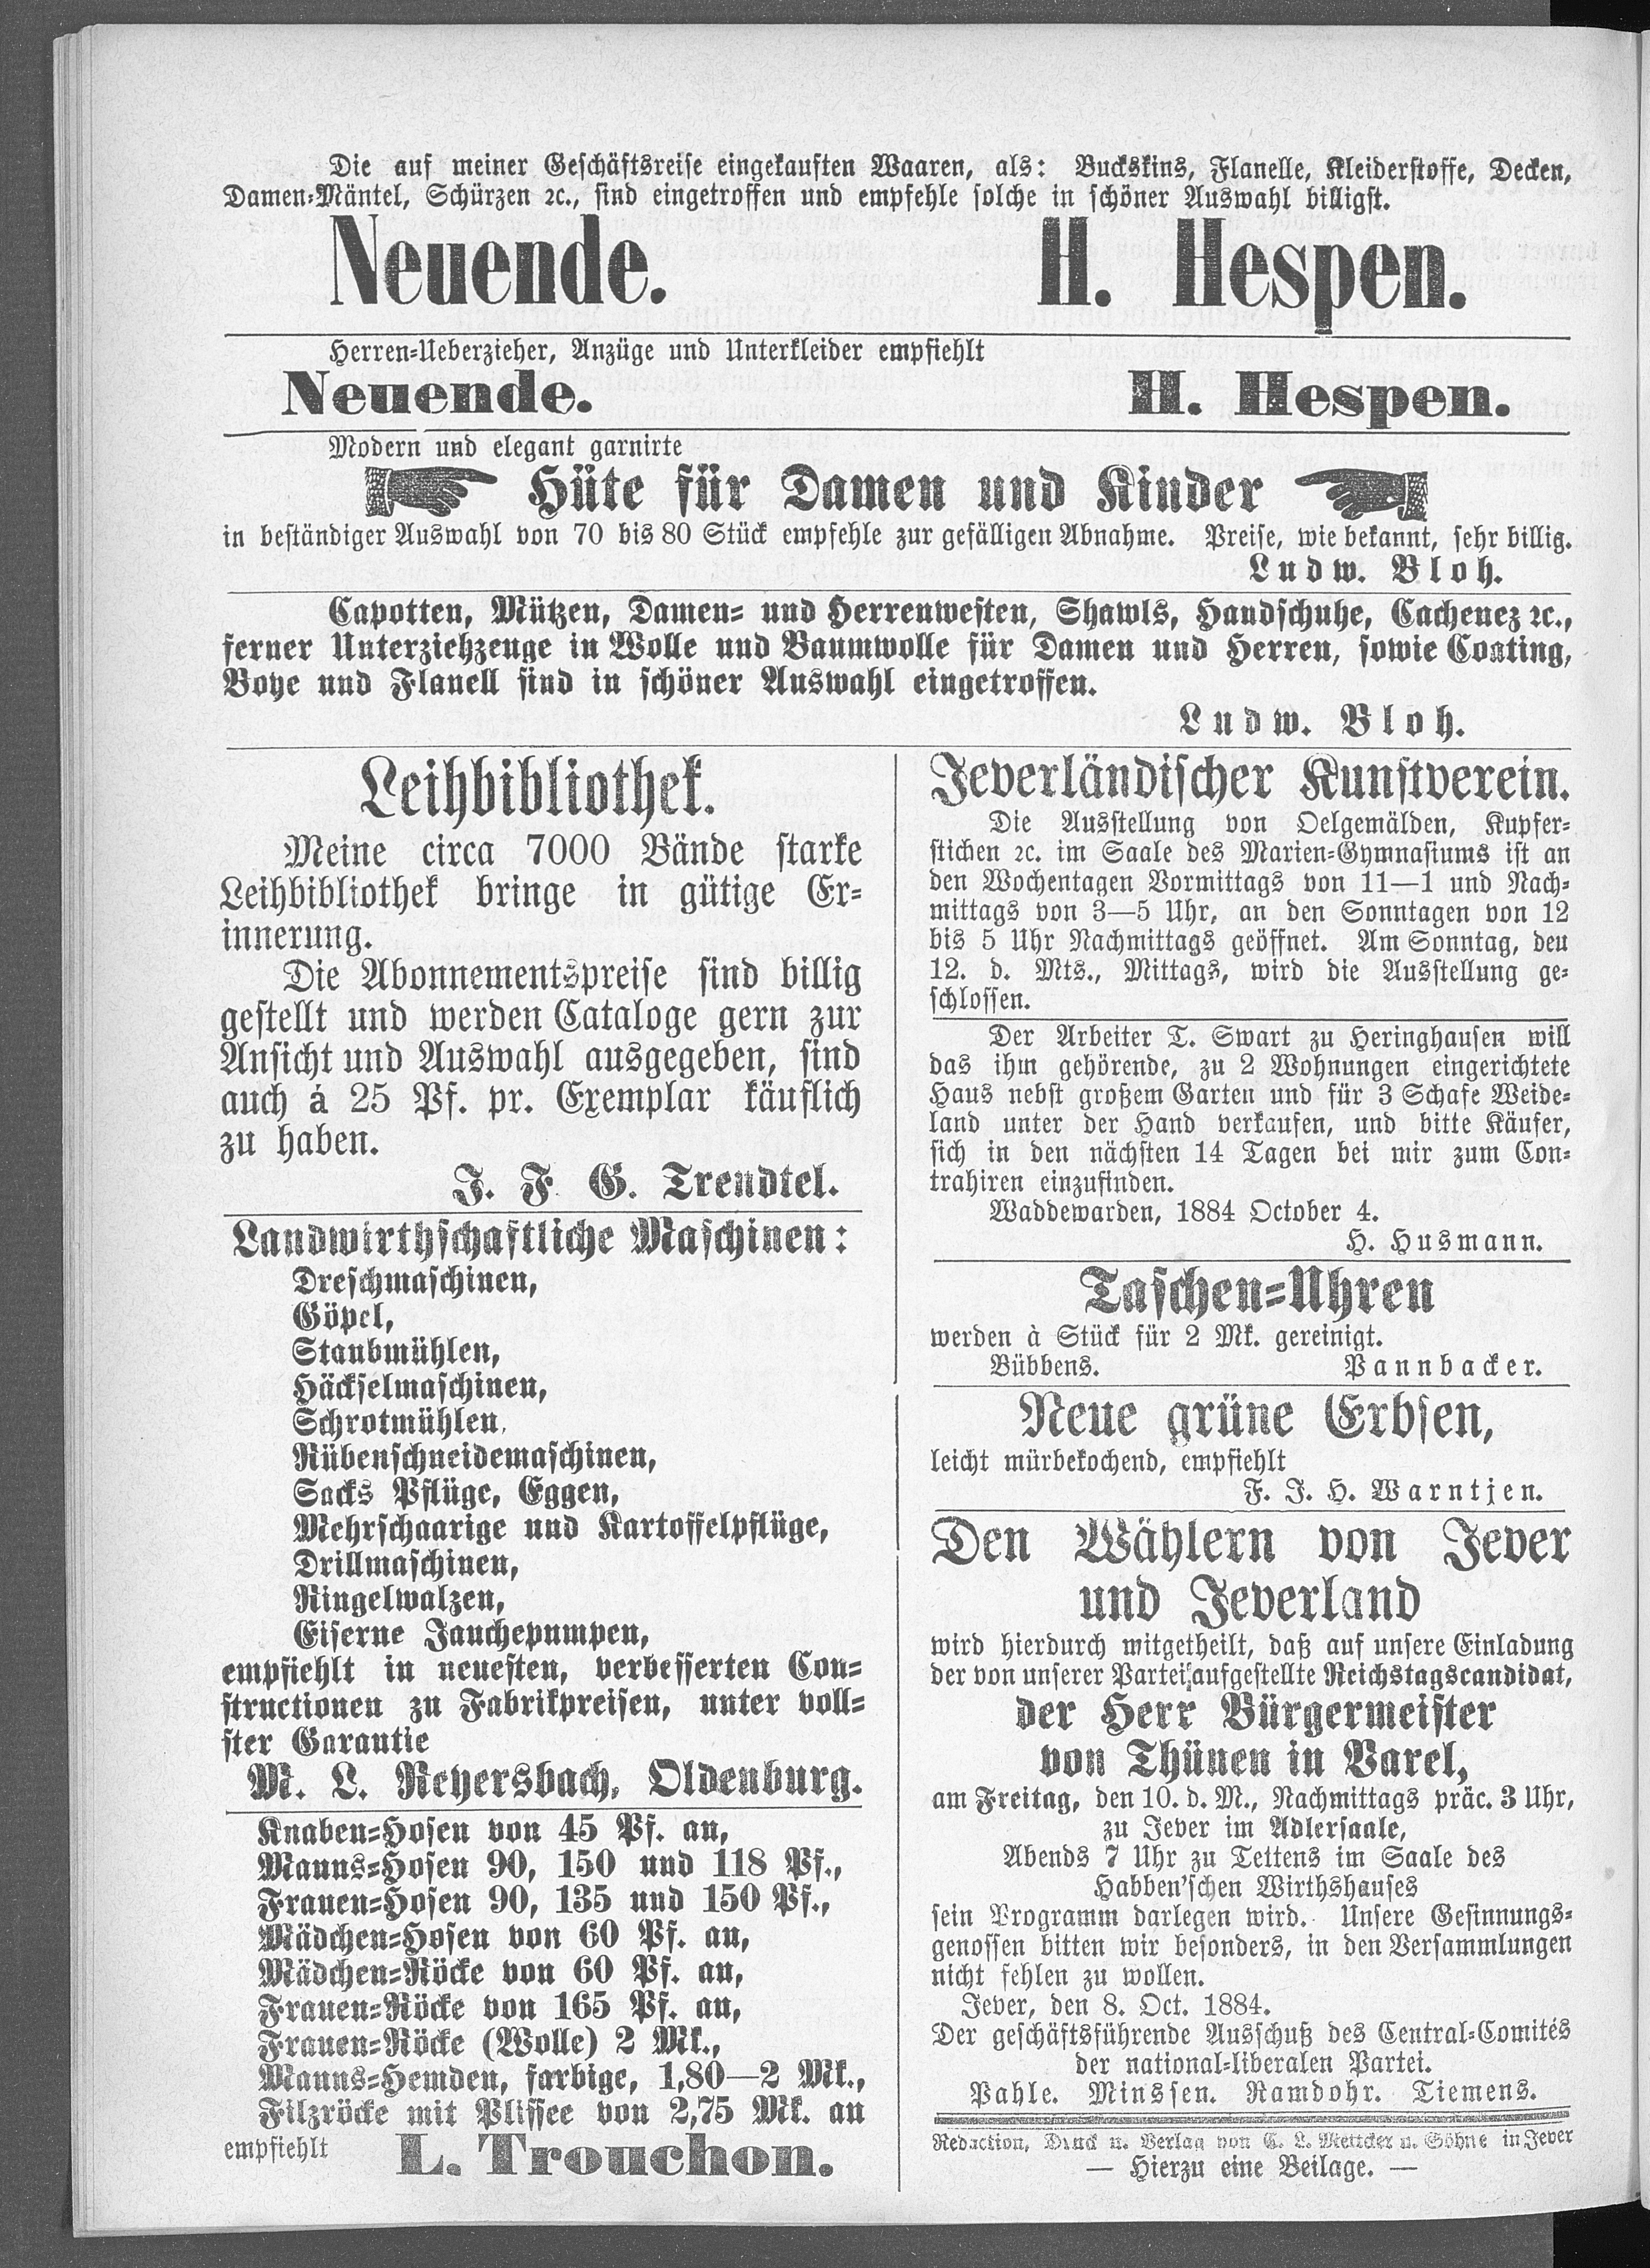 Die auf meiner Geschäftsreise eingekauften Waaren, als: Buckskins, Flanelle, Kleiderstoffe, Decken,
Damen-Mäntel, Schürzen ꝛc., sind eingetroffen und empfehle solche in schöner Auswahl billigst.
Neuende. H. Hespen.
Herren-Ueberzieher, Anzüge und Unterkleider empfiehlt
Neuende. H. Hespen.
Modern und elegant garnirte
Hüte für Damen und Kinder
in beständiger Auswahl von 70 bis 80 Stück empfehle zur gefälligen Abnahme. Preise, wie bekannt, sehr billig.
Ludw. Bloh.
Capotten, Mützen, Damen- und Herrenwesten, Shawls, Handschuhe, Cachenez ꝛc.,
ferner Unterziehzeuge in Wolle und Baumwolle für Damen und Herren, sowie Coating,
Boye und Flanell sind in schöner Auswahl eingetroffen.
Ludw. Bloh.
Leihbibliothek.
Meine circa 7000 Bände starke
Leihbibliothek bringe in gütige Er-
innerung.
Die Abonnementspreise sind billig
gestellt und werden Cataloge gern zur
Ansicht und Auswahl ausgegeben, sind
auch á 25 Pf. pr. Exemplar käuflich
zu haben.
J. F. G. Trendtel.
Landwirthschaftliche Maschinen:
Dreschmaschinen,
Göpel,
Staubmühlen,
Häckselmaschinen,
Schrotmühlen,
Rübenschneidemaschinen,
Sacks Pflüge, Eggen,
Mehrschaarige und Kartoffelpflüge,
Drillmaschinen,
Ringelwalzen,
Eiserne Jauchepumpen,
empfiehlt in neuesten, verbesserten Con-
structionen zu Fabrikpreisen, unter voll-
ster Garantie
M. L. Reyersbach, Oldenburg.
Knaben-Hosen von 45 Pf. an,
Manns-Hosen 90, 150 und 118 Pf.,
Frauen-Hosen 90, 135 und 150 Pf.,
Mädchen-Hosen von 60 Pf. an,
Mädchen-Röcke von 60 Pf. an,
Frauen-Röcke von 165 Pf. an,
Frauen-Röcke (Wolle) 2 Mk.,
Manns-Hemden, farbige, 1,80—2 Mk.,
Filzröcke mit Plissee von 2,75 Mk. an
empfiehlt L. Trouchon.
Jeverländischer Kunstverein.
Die Ausstellung von Oelgemälden, Kupfer-
stichen ꝛc. im Saale des Marien-Gymnasiums ist an
den Wochentagen Vormittags von 11—1 und Nach-
mittags von 3—5 Uhr, an den Sonntagen von 12
bis 5 Uhr Nachmittags geöffnet. Am Sonntag, den
12. d. Mts., Mittags, wird die Ausstellung ge-
schlossen.
Der Arbeiter T. Swart zu Heringhausen will
das ihm gehörende, zu 2 Wohnungen eingerichtete
Haus nebst großem Garten und für 3 Schafe Weide-
land unter der Hand verkaufen, und bitte Käufer,
sich in den nächsten 14 Tagen bei mir zum Con-
trahiren einzufinden.
Waddewarden, 1884 October 4.
H. Husmann.
Taschen-Uhren
werden à Stück für 2 Mk. gereinigt.
Bübbens. Pannbacker.
Neue grüne Erbsen,
leicht mürbekochend, empfiehlt
F. J. H. Warntjen.
Den Wählern von Jever
und Jeverland
wird hierdurch mitgetheilt, daß auf unsere Einladung
der von unserer Partei aufgestellte Reichstagscandidat,
der Herr Bürgermeister
von Thünen in Varel,
am Freitag, den 10. d. M., Nachmittags präc. 3 Uhr,
zu Jever im Adlersaale,
Abends 7 Uhr zu Tettens im Saale des
Habben'schen Wirthshauses
sein Programm darlegen wird. Unsere Gesinnungs-
genossen bitten wir besonders, in den Versammlungen
nicht fehlen zu wollen.
Jever, den 8. Oct. 1884.
Der geschäftsführende Ausschuß des Central-Comités
der national-liberalen Partei.
Pahle. Minssen. Ramdohr. Tiemens.
Redaction, Druck u. Verlag von C. L. Mettcker u. Söhne in Jever
— Hierzu eine Beilage. —